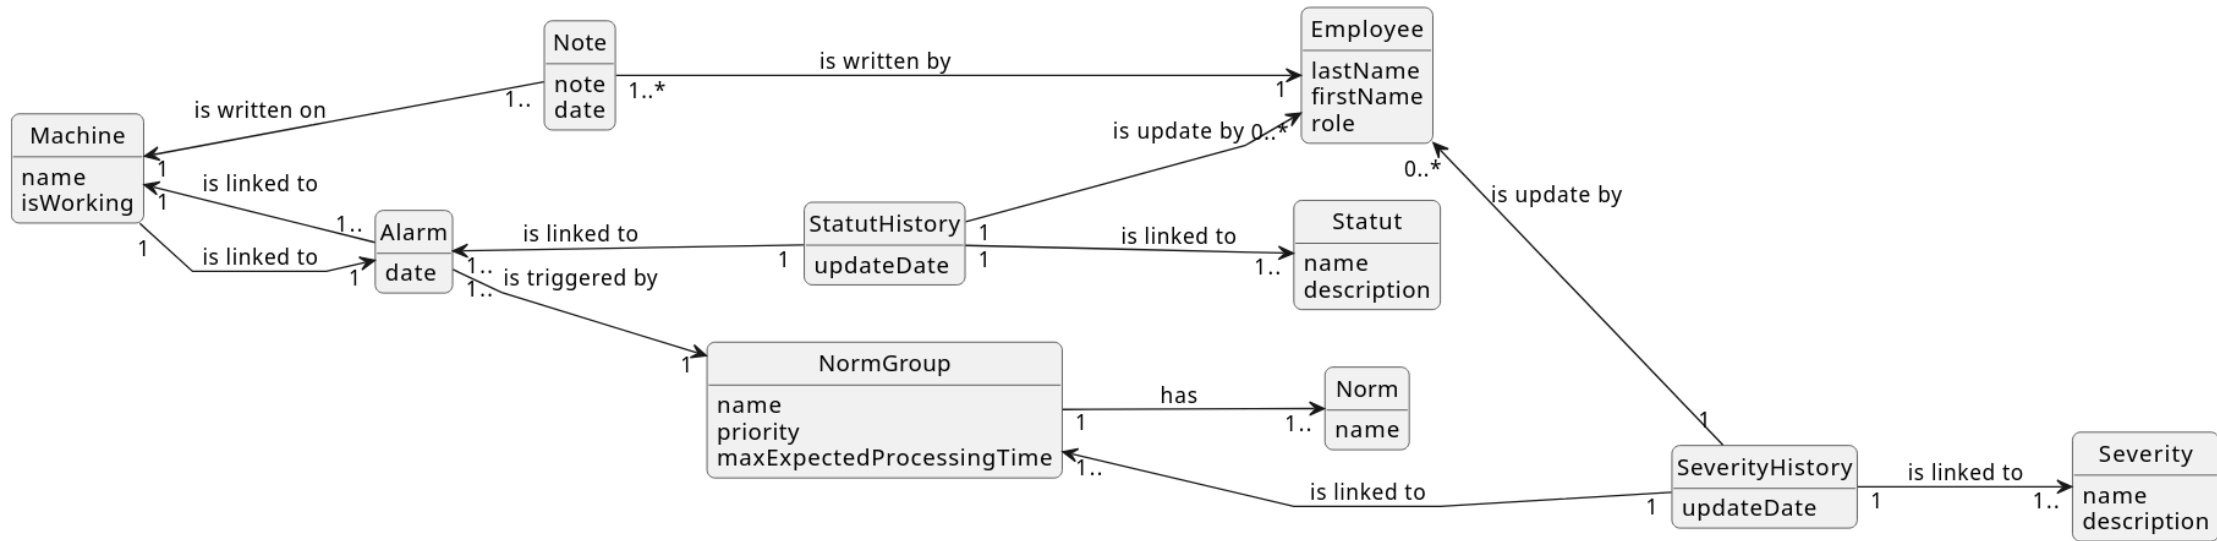 Note
note
date
is written by
1..*
1
Employee
lastName
firstName
role
is written on
1..
1
Machine
name
isWorking
is linked to
1
1..
Alarm
date
1
is linked to
1
is update by
0..*
StatutHistory
updateDate
is linked to
1..
1
1
1
is linked to
1..
Statut
name
description
0..*
is update by
1
is triggered by
1..
1
NormGroup
name
priority
maxExpectedProcessingTime
has
1
1..
Norm
name
1..
is linked to
1
SeverityHistory
updateDate
is linked to
1
1..
Severity
name
description